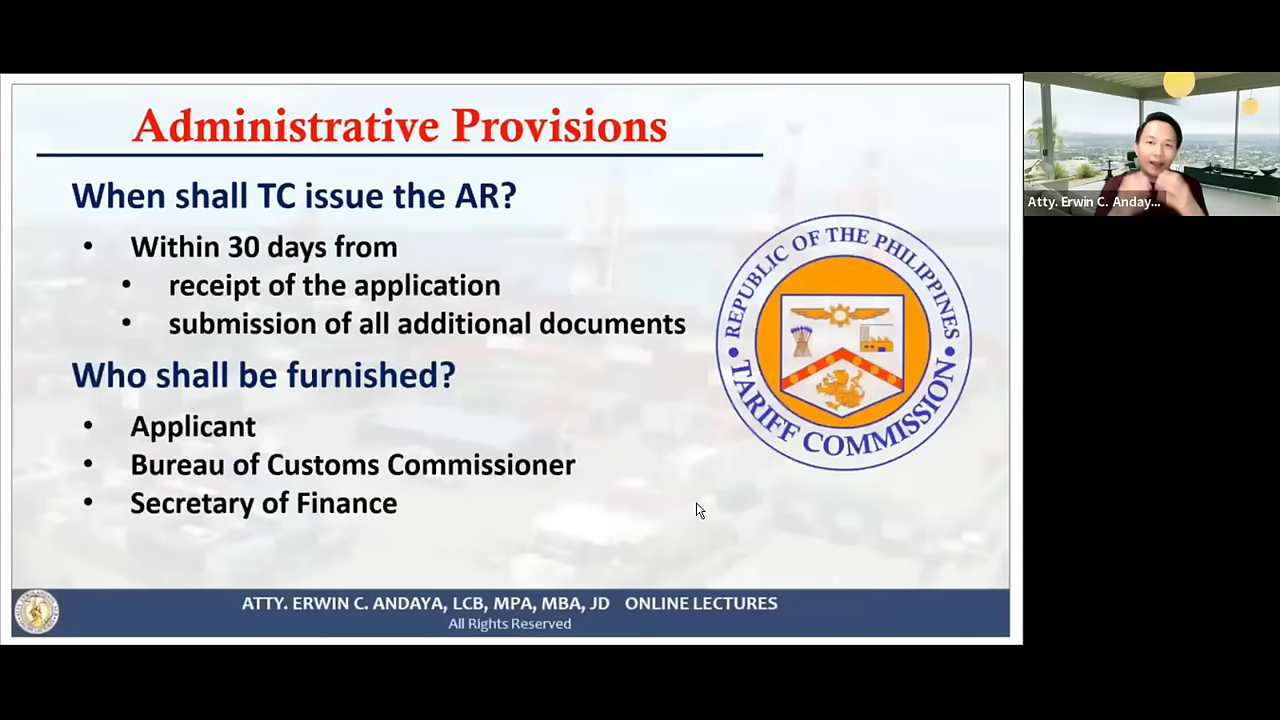 Administrative Provisions
When shall TC issue the AR?
• Within 30 days from
• receipt of the application
• submission of all additional documents
Who shall be furnished?
• Applicant
• Bureau of Customs Commissioner
• Secretary of Finance
REPUBLIC OF THE PHILIPPINES
• TARIFF COMMISSION •
ATTY. ERWIN C. ANDAYA, LCB, MPA, MBA, JD ONLINE LECTURES
All Rights Reserved
Atty. Erwin C. Anday...